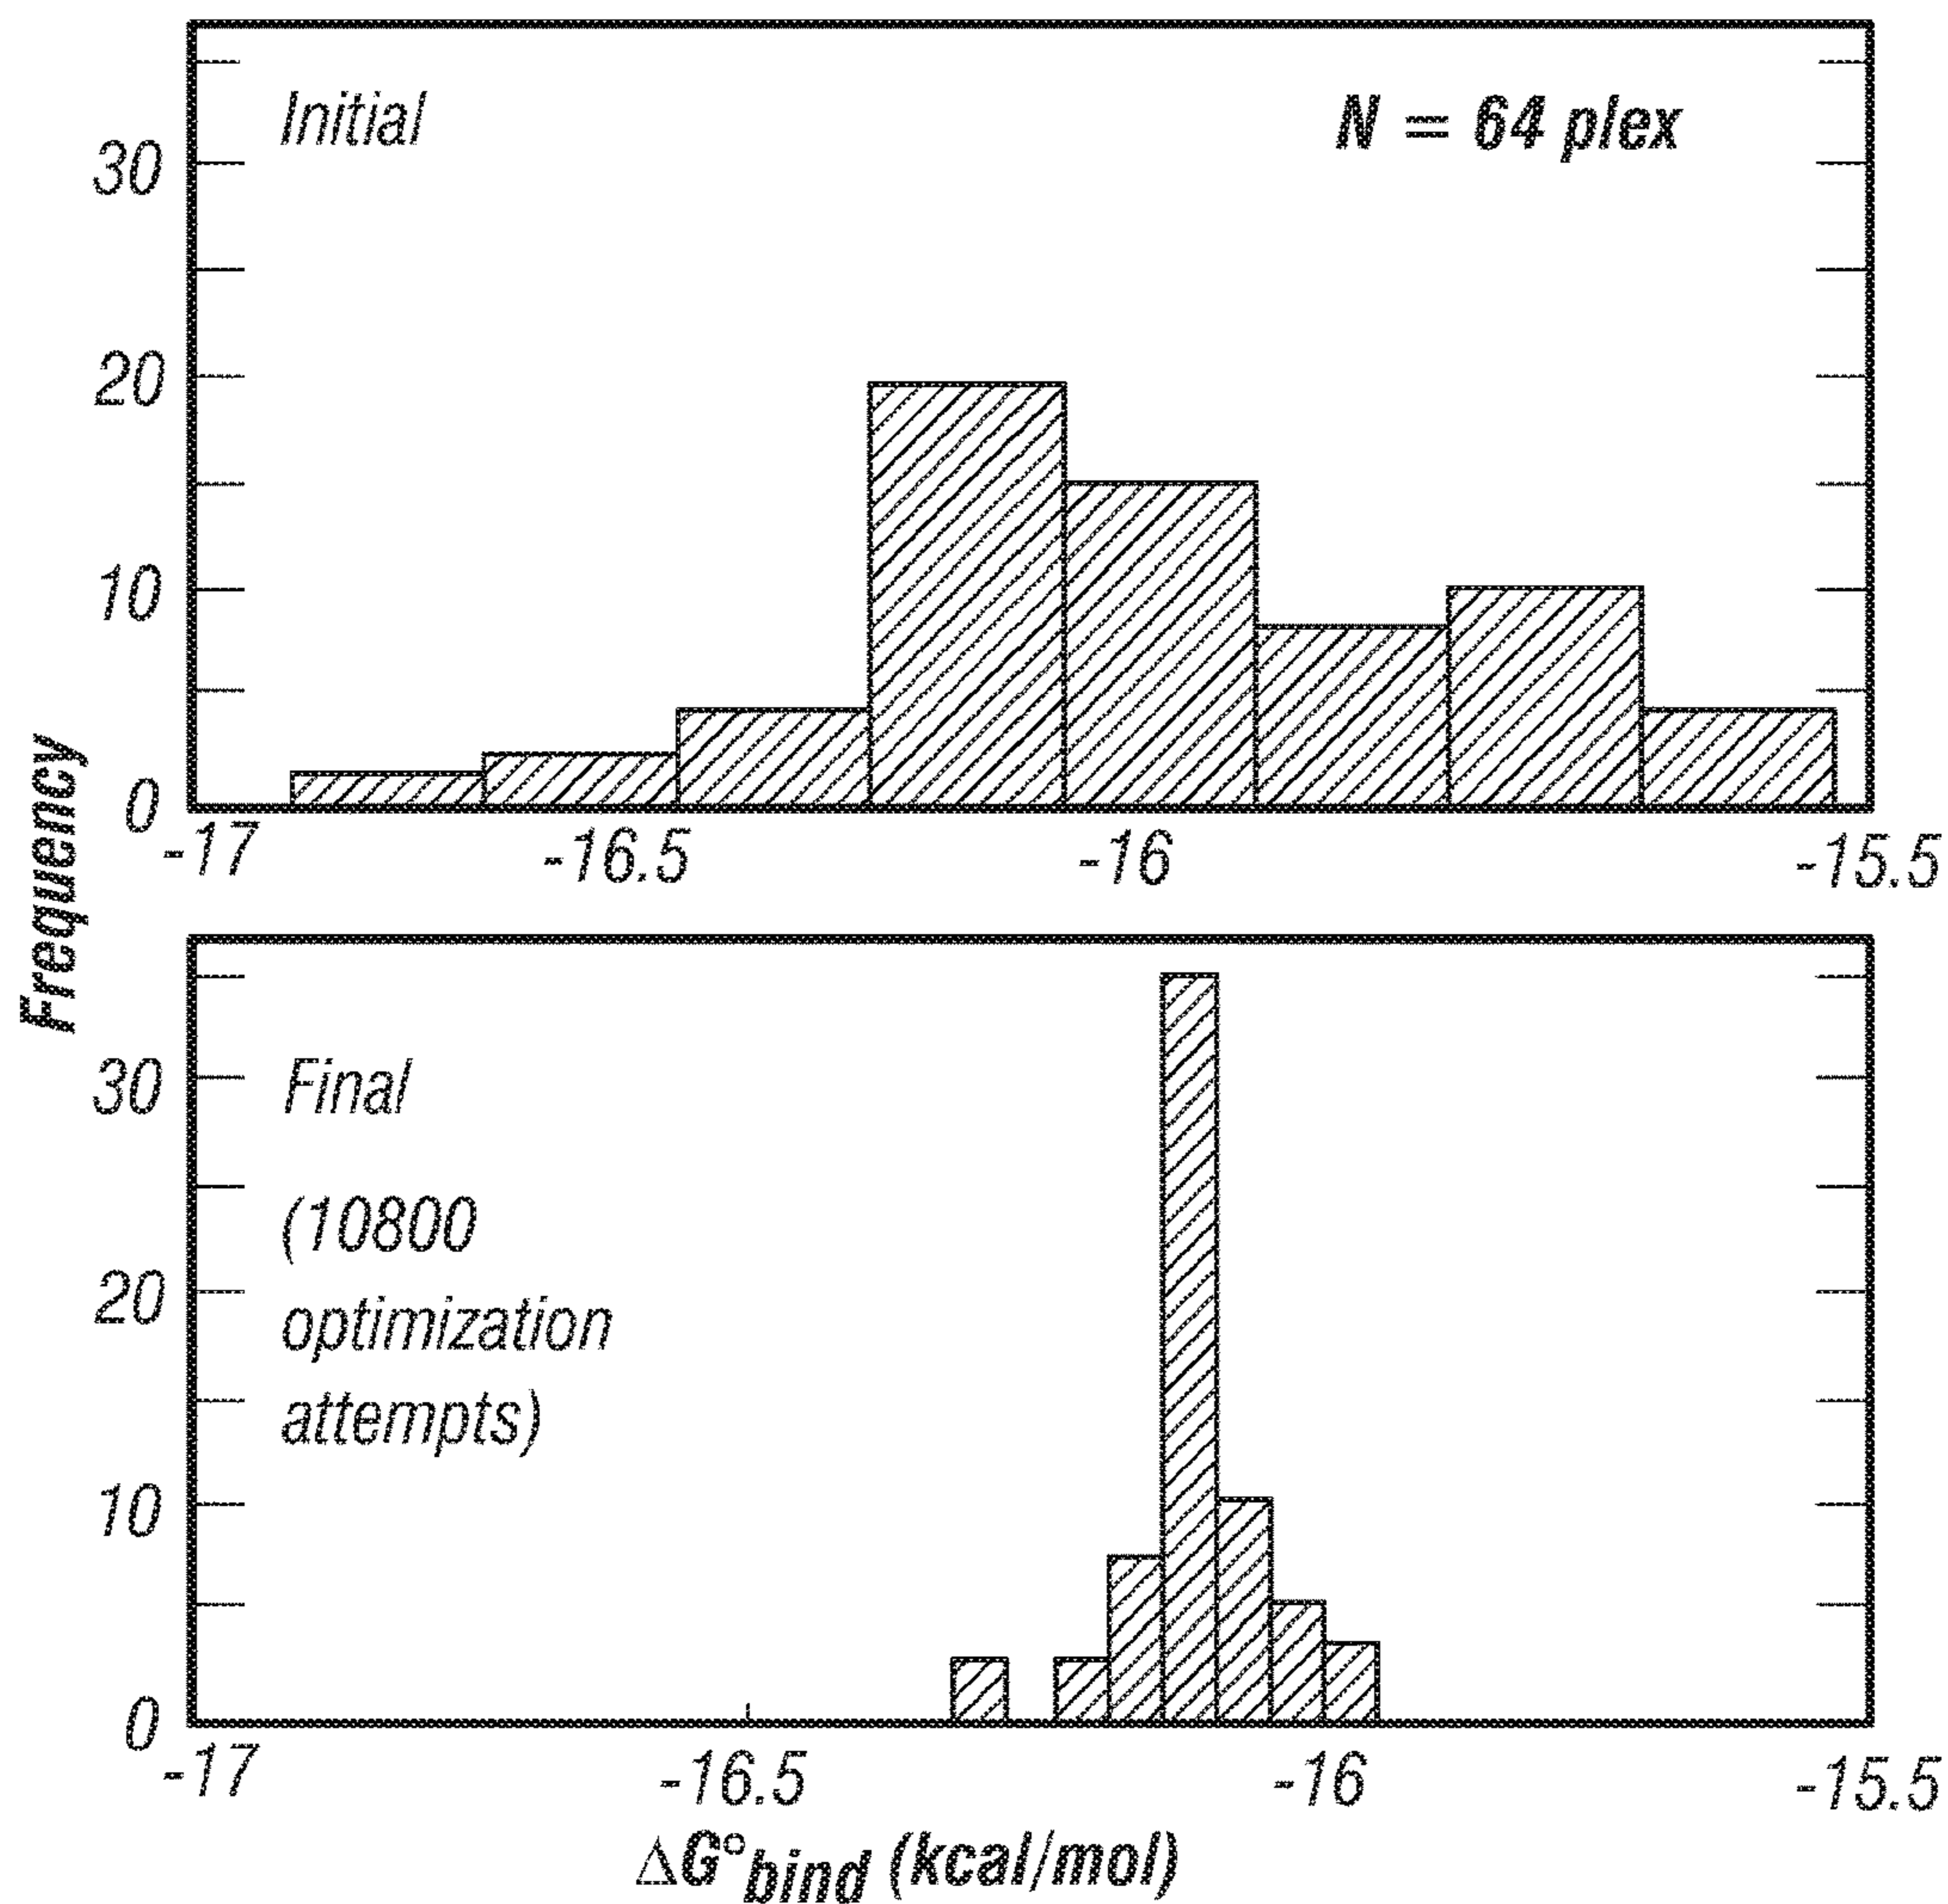 Initial
N = 64 plex
30
20
10
0
-17
-16.5
-16
-15.5
Frequency
30
Final
(10800
20
optimization
attempts)
10
0
-17
-16.5
-16
-15.5
ΔG°bind (kcal/mol)